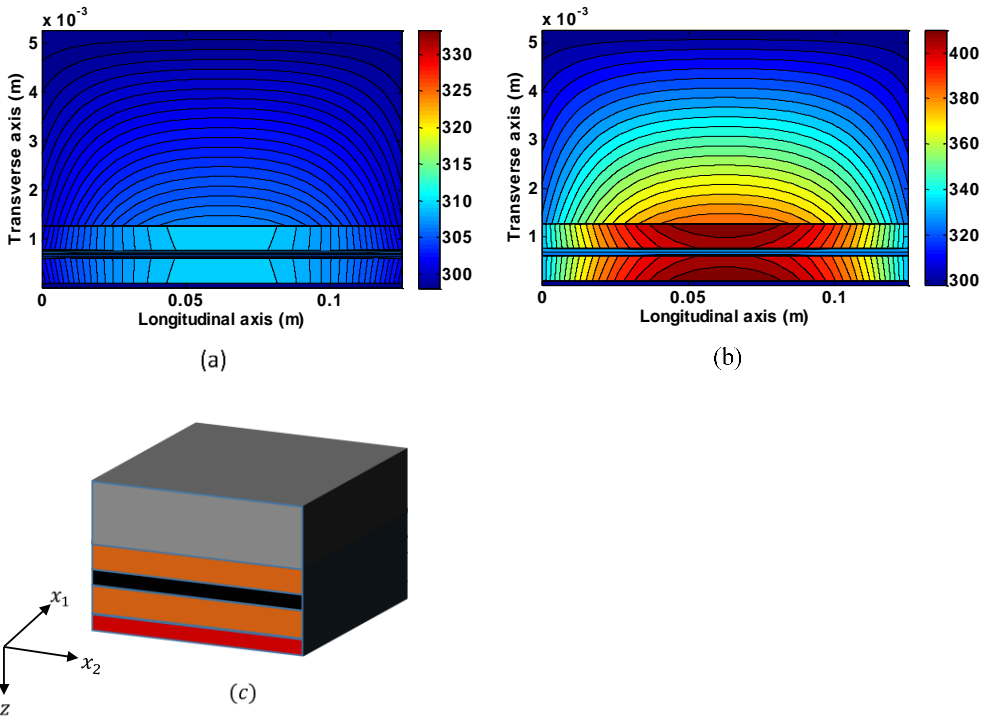 x 10⁻³
5
4
3
2
1
Transverse axis (m)
0
0.05
0.1
Longitudinal axis (m)
330
325
320
315
310
305
300
(a)
x 10⁻³
5
4
3
2
1
Transverse axis (m)
0
0.05
0.1
Longitudinal axis (m)
400
380
360
340
320
300
(b)
x₁
x₂
z
(c)